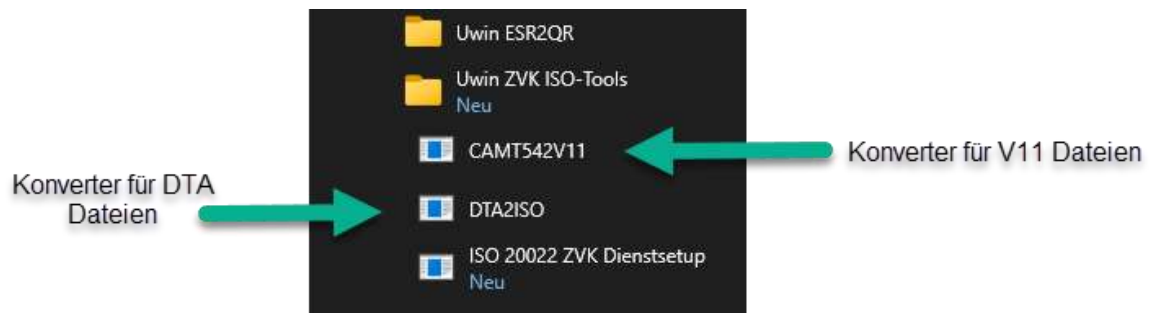 Uwin ESR2QR
Uwin ZVK ISO-Tools
Neu
CAMT542V11
Konverter für V11 Dateien
Konverter für DTA
Dateien
DTA2ISO
ISO 20022 ZVK Dienstsetup
Neu